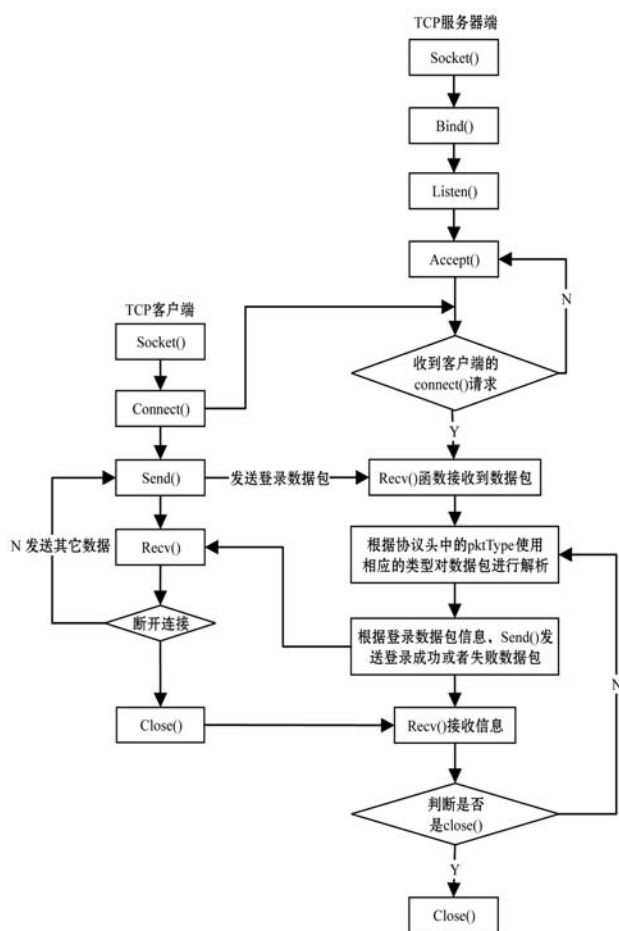 TCP服务器端
Socket()
Bind()
Listen()
Accept()
N
TCP客户端
Socket()
收到客户端的
connect()请求
Connect()
Y
Send()
发送登录数据包
Recv()函数接收到数据包
N 发送其它数据
Recv()
根据协议头中的pktType使用
相应的类型对数据包进行解析
断开连接
根据登录数据包信息，Send()发
送登录成功或者失败数据包
N
Close()
Recv()接收信息
判断是否
是close()
Y
Close()